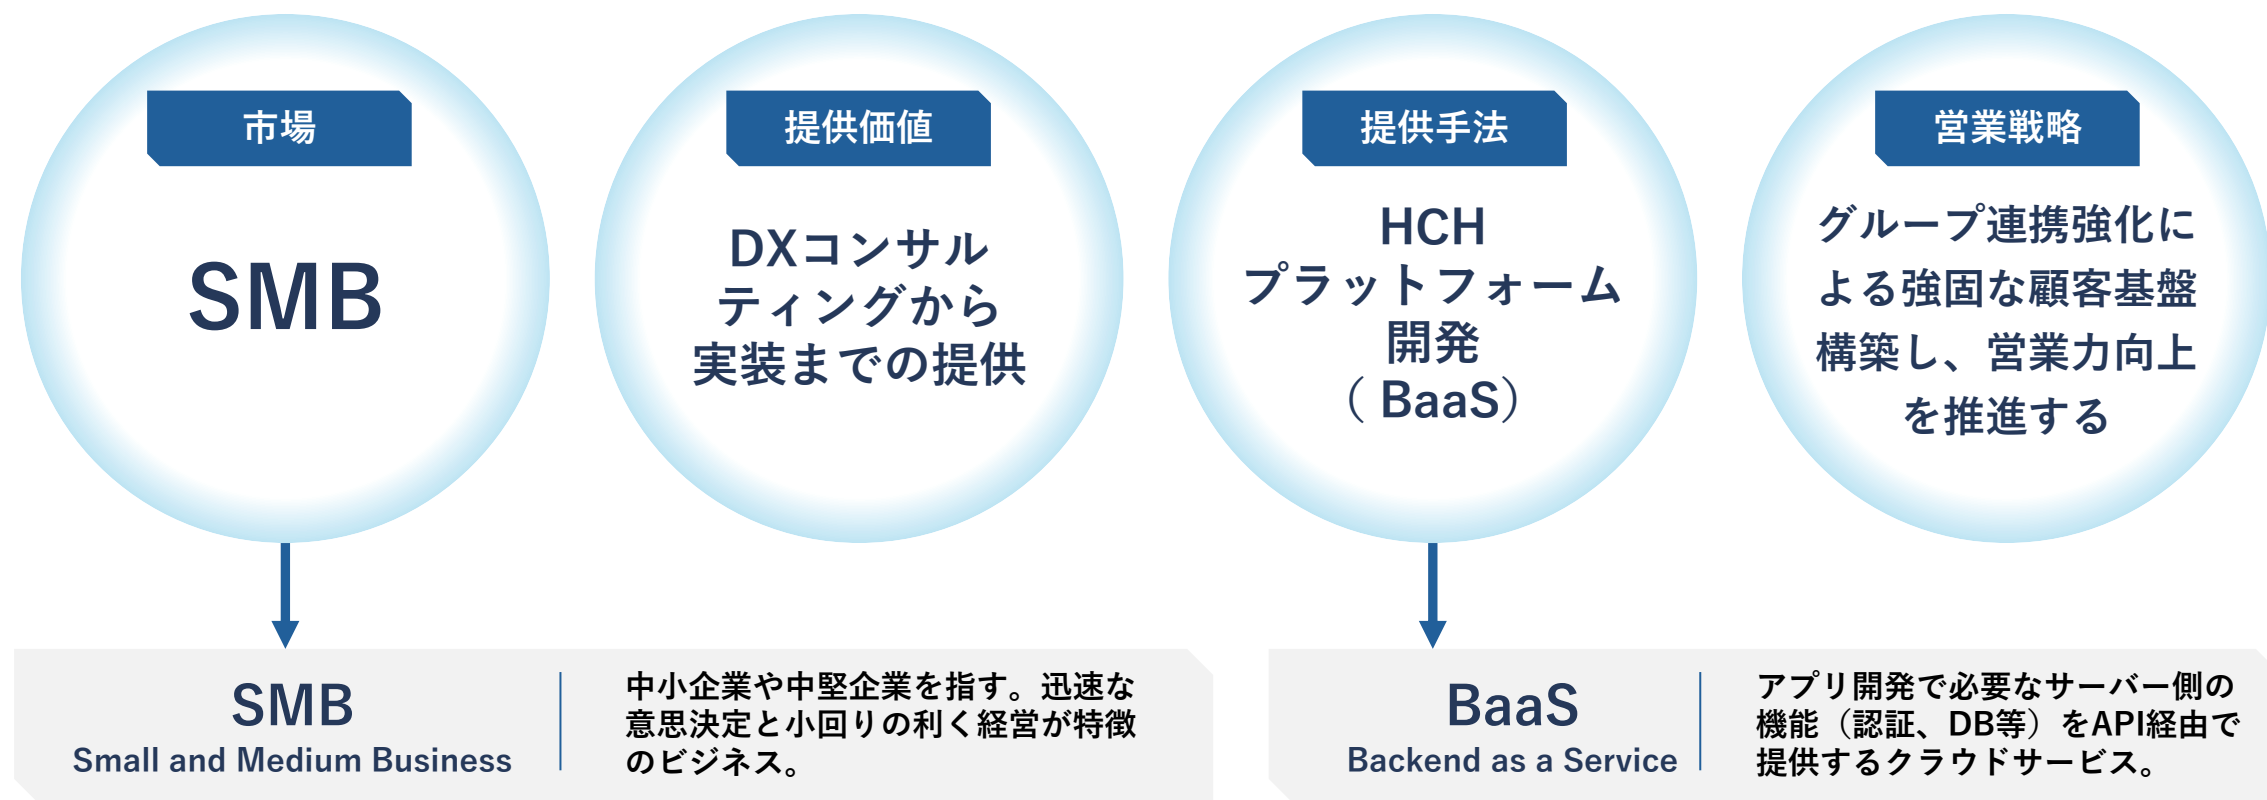 市場
SMB
提供価値
DXコンサル
ティングから
実装までの提供
提供手法
HCH
プラットフォーム
開発
（ BaaS）
営業戦略
グループ連携強化に
よる強固な顧客基盤
構築し、営業力向上
を推進する
SMB
Small and Medium Business
中小企業や中堅企業を指す。迅速な
意思決定と小回りの利く経営が特徴
のビジネス。
BaaS
Backend as a Service
アプリ開発で必要なサーバー側の
機能（認証、DB等）をAPI経由で
提供するクラウドサービス。